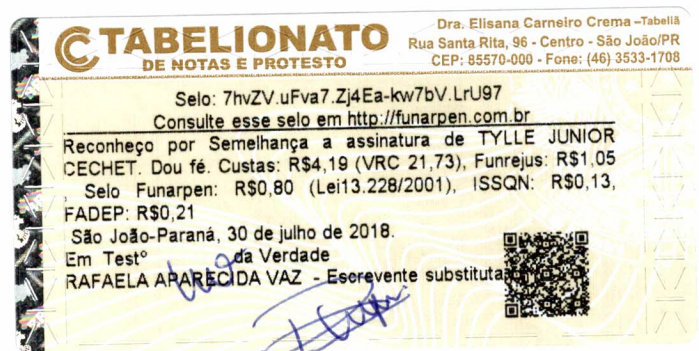 TABELIONATO
DE NOTAS E PROTESTO
Dra. Elisana Carneiro Crema – Tabeliã
Rua Santa Rita, 96 - Centro - São João/PR
CEP: 85570-000 - Fone: (46) 3533-1708
Selo: 7hvZV.uFva7.Zj4Ea-kw7bV.LrU97
Consulte esse selo em http://funarpen.com.br
Reconheço por Semelhança a assinatura de TYLLE JUNIOR
CECHET. Dou fé. Custas: R$4,19 (VRC 21,73), Funrejus: R$1,05
, Selo Funarpen: R$0,80 (Lei13.228/2001), ISSQN: R$0,13,
FADEP: R$0,21
São João-Paraná, 30 de julho de 2018.
Em Testº da Verdade
RAFAELA APARECIDA VAZ - Escrevente substituta